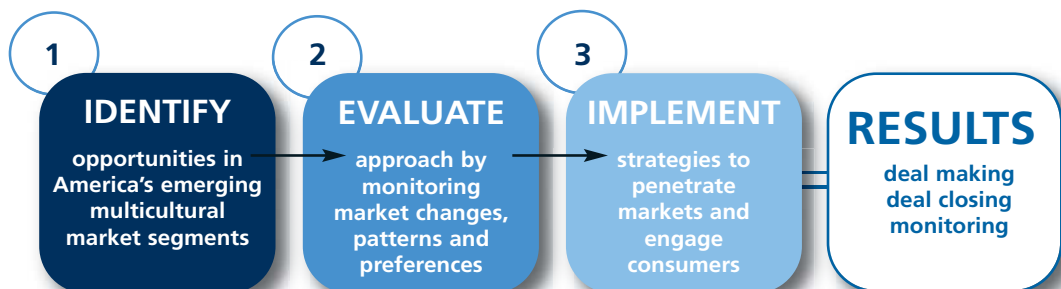 1
IDENTIFY
opportunities in
America’s emerging
multicultural
market segments
2
EVALUATE
approach by
monitoring
market changes,
patterns and
preferences
3
IMPLEMENT
strategies to
penetrate
markets and
engage
consumers
RESULTS
deal making
deal closing
monitoring